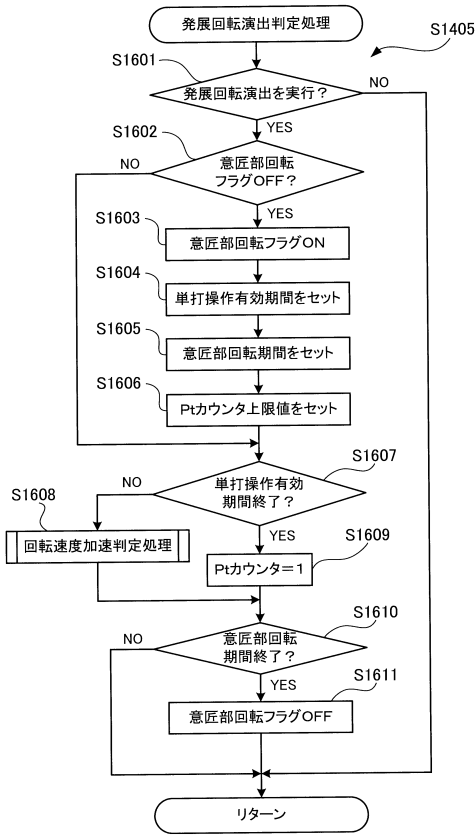 発展回転演出判定処理
S1405
S1601
発展回転演出を実行？
NO
YES
S1602
意匠部回転
フラグOFF？
NO
YES
S1603
意匠部回転フラグON
S1604
単打操作有効期間をセット
S1605
意匠部回転期間をセット
S1606
Ptカウンタ上限値をセット
S1607
単打操作有効
期間終了？
NO
YES
S1608
回転速度加速判定処理
S1609
Ptカウンタ＝1
S1610
意匠部回転
期間終了？
NO
YES
S1611
意匠部回転フラグOFF
リターン